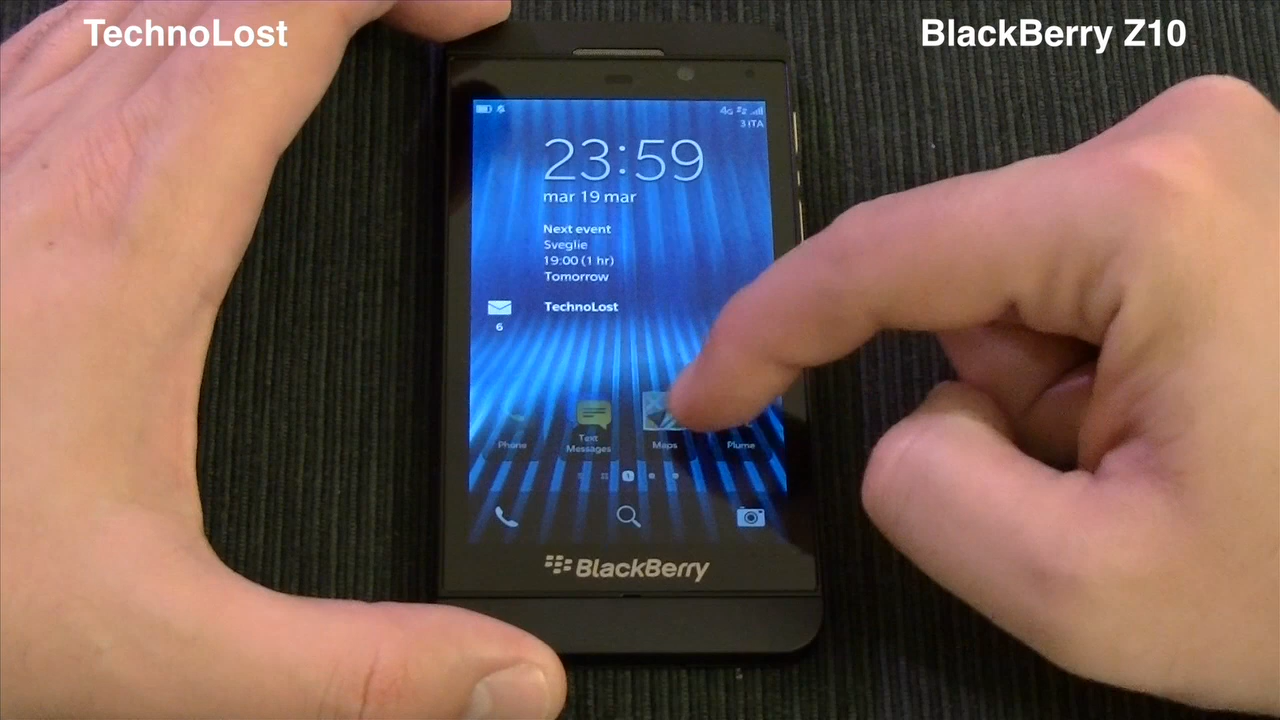 TechnoLost
BlackBerry Z10
4G
3 ITA
23:59
mar 19 mar
Next event
Sveglie
19:00 (1 hr)
Tomorrow
TechnoLost
6
Phone
Text
Messages
Maps
Plume
1
BlackBerry